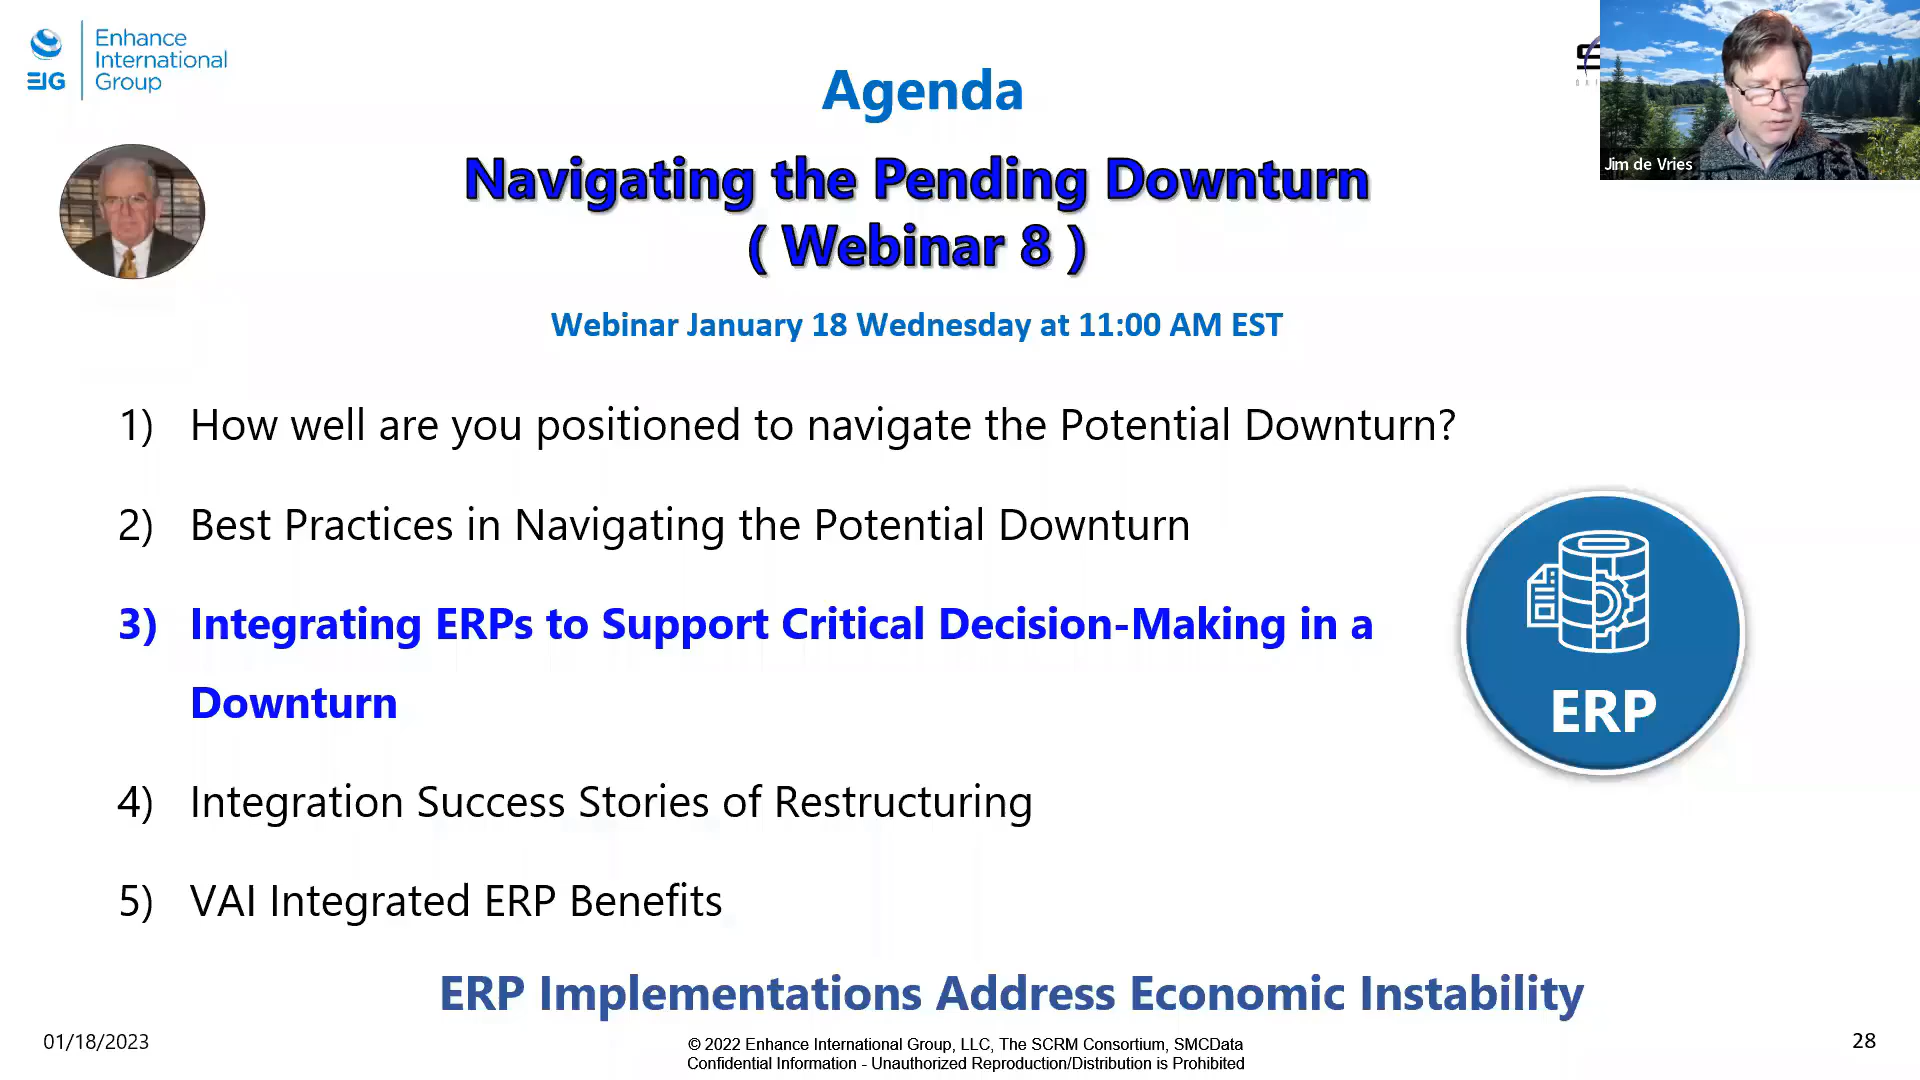 Enhance
International
EIG Group
Agenda
Jim de Vries
Navigating the Pending Downturn
( Webinar 8 )
Webinar January 18 Wednesday at 11:00 AM EST
1) How well are you positioned to navigate the Potential Downturn?
2) Best Practices in Navigating the Potential Downturn
3) Integrating ERPs to Support Critical Decision-Making in a
Downturn
ERP
4) Integration Success Stories of Restructuring
5) VAI Integrated ERP Benefits
ERP Implementations Address Economic Instability
01/18/2023
© 2022 Enhance International Group, LLC, The SCRM Consortium, SMCData
Confidential Information - Unauthorized Reproduction/Distribution is Prohibited
28